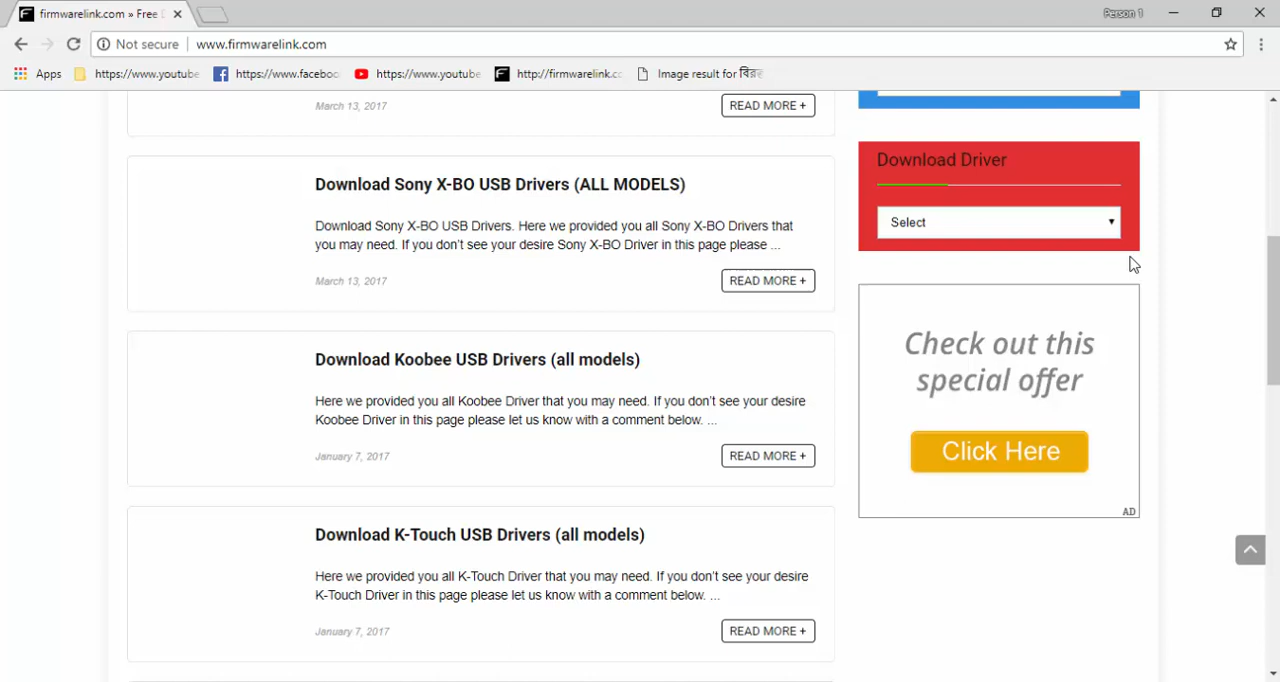 firmwarelink.com » Free
Person 1
Not secure | www.firmwarelink.com
Apps https://www.youtube https://www.faceboo https://www.youtube http://firmwarelink.cc Image result for বির
March 13, 2017
READ MORE +
Download Sony X-BO USB Drivers (ALL MODELS)
Download Sony X-BO USB Drivers. Here we provided you all Sony X-BO Drivers that
you may need. If you don't see your desire Sony X-BO Driver in this page please ...
March 13, 2017
READ MORE +
Download Koobee USB Drivers (all models)
Here we provided you all Koobee Driver that you may need. If you don't see your desire
Koobee Driver in this page please let us know with a comment below. ...
January 7, 2017
READ MORE +
Download K-Touch USB Drivers (all models)
Here we provided you all K-Touch Driver that you may need. If you don't see your desire
K-Touch Driver in this page please let us know with a comment below. ...
January 7, 2017
READ MORE +
Download Driver
Select
Check out this
special offer
Click Here
AD